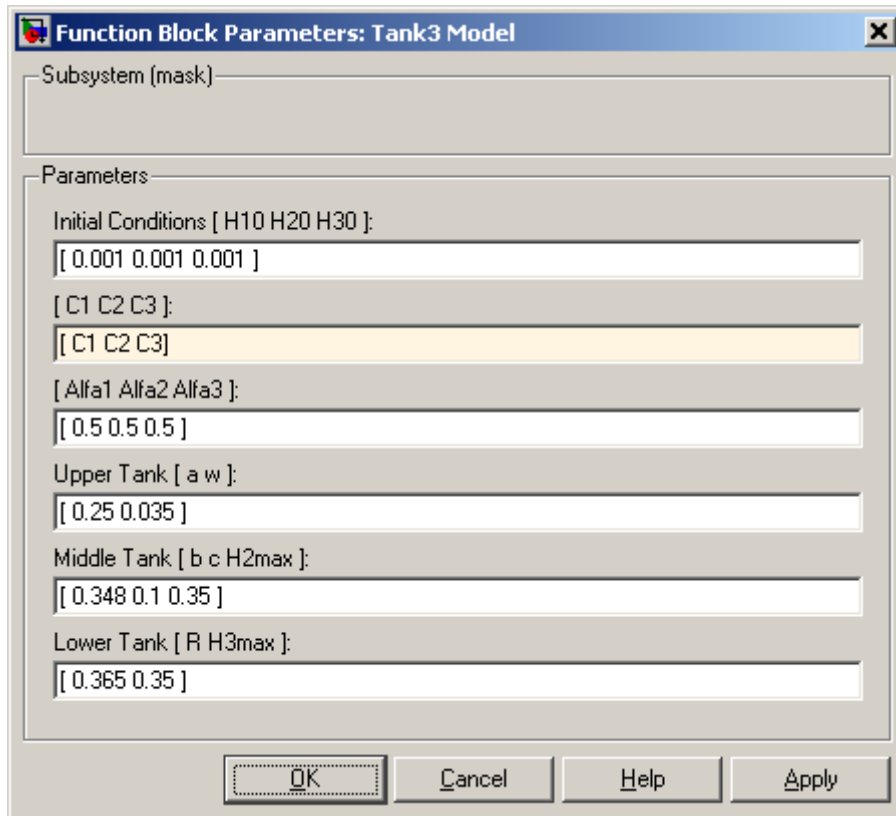 Function Block Parameters: Tank3 Model
Subsystem (mask)
Parameters
Initial Conditions [ H10 H20 H30 ]:
[ 0.001 0.001 0.001 ]
[ C1 C2 C3 ]:
[ C1 C2 C3]
[ Alfa1 Alfa2 Alfa3 ]:
[ 0.5 0.5 0.5 ]
Upper Tank [ a w ]:
[ 0.25 0.035 ]
Middle Tank [ b c H2max ]:
[ 0.348 0.1 0.35 ]
Lower Tank [ R H3max ]:
[ 0.365 0.35 ]
OK Cancel Help Apply